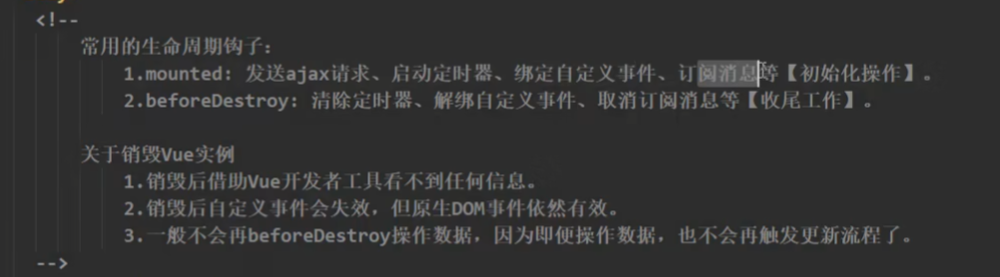 <!--
常用的生命周期钩子：
1.mounted: 发送ajax请求、启动定时器、绑定自定义事件、订阅消息等【初始化操作】。
2.beforeDestroy: 清除定时器、解绑自定义事件、取消订阅消息等【收尾工作】。
关于销毁Vue实例
1.销毁后借助Vue开发者工具看不到任何信息。
2.销毁后自定义事件会失效，但原生DOM事件依然有效。
3.一般不会再beforeDestroy操作数据，因为即便操作数据，也不会再触发更新流程了。
-->